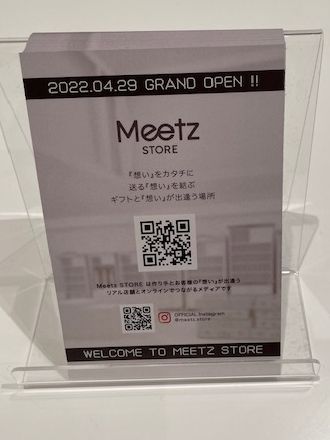 2022.04.29 GRAND OPEN !!
Meetz
STORE
『想い』をカタチに
送る『想い』を結ぶ
ギフトと『想い』が出逢う場所
Meetz STORE は作り手とお客様の『想い』が出逢う
リアル店舗とオンラインでつながるメディアです
OFFICIAL Instagram
@meetz.store
WELCOME TO MEETZ STORE